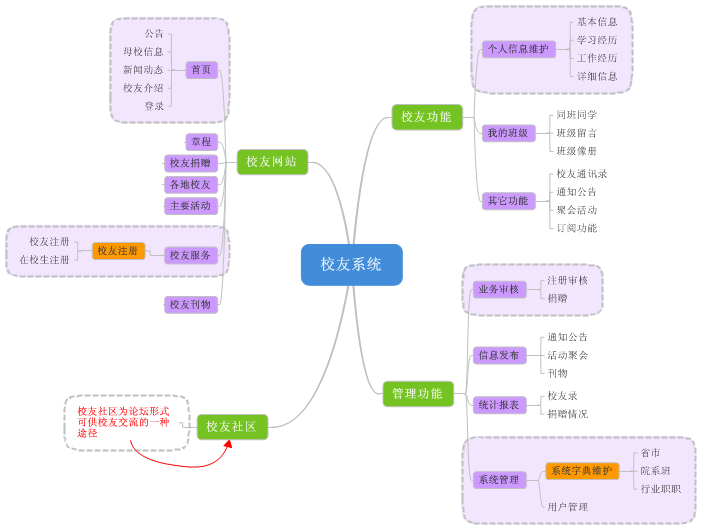 校友系统
校友网站
首页
公告
母校信息
新闻动态
校友介绍
登录
章程
校友捐赠
各地校友
主要活动
校友服务
校友注册
校友注册
在校生注册
校友刊物
校友社区
校友社区为论坛形式
可供校友交流的一种
途径
校友功能
个人信息维护
基本信息
学习经历
工作经历
详细信息
我的班级
同班同学
班级留言
班级像册
其它功能
校友通讯录
通知公告
聚会活动
订阅功能
管理功能
业务审核
注册审核
捐赠
信息发布
通知公告
活动聚会
刊物
统计报表
校友录
捐赠情况
系统管理
系统字典维护
省市
院系班
行业职职
用户管理